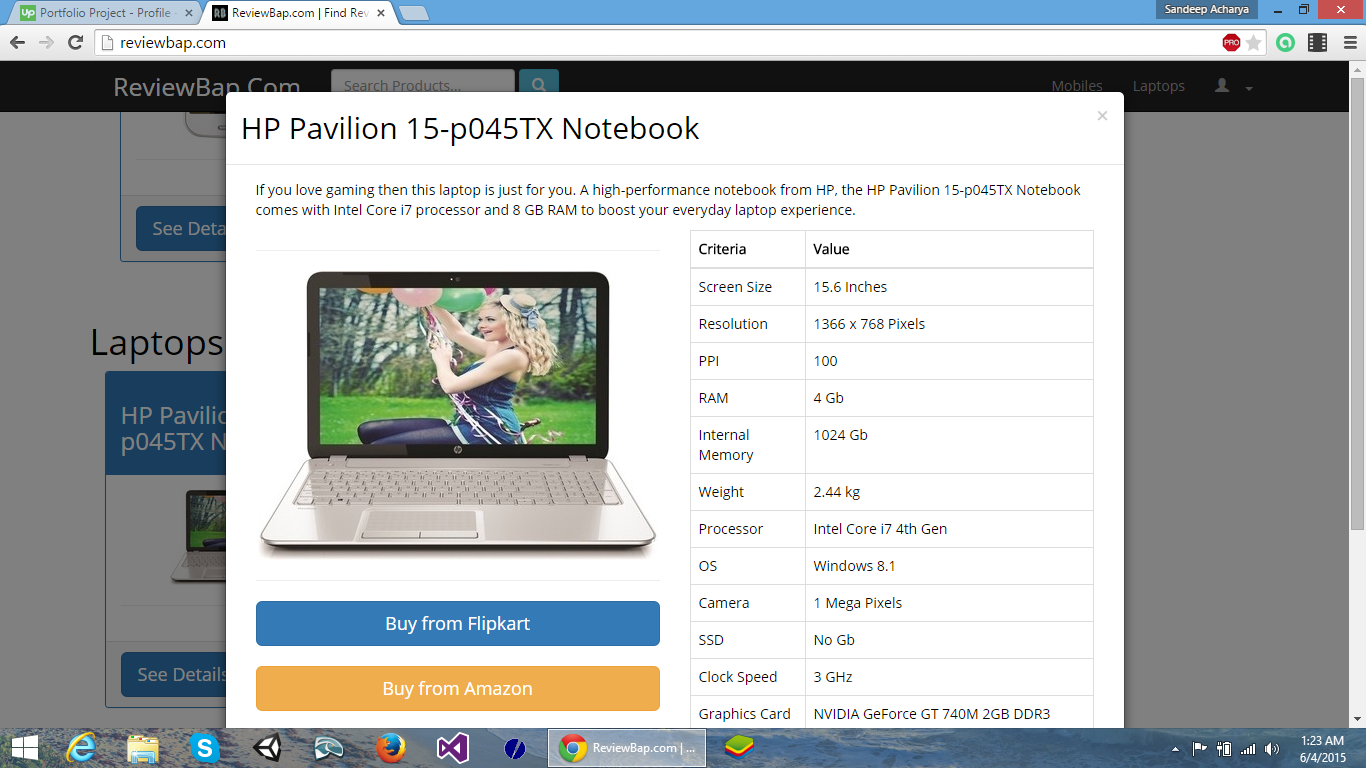 Portfolio Project - Profile
ReviewBap.com | Find Rev
Sandeep Acharya
reviewbap.com
PRO
ReviewBap.Com
Search Products...
Mobiles
Laptops
HP Pavilion 15-p045TX Notebook
×
If you love gaming then this laptop is just for you. A high-performance notebook from HP, the HP Pavilion 15-p045TX Notebook
comes with Intel Core i7 processor and 8 GB RAM to boost your everyday laptop experience.
See Deta
Laptops
HP Pavilic
p045TX N
See Details
hp
Buy from Flipkart
Buy from Amazon
Criteria Value
Screen Size 15.6 Inches
Resolution 1366 x 768 Pixels
PPI 100
RAM 4 Gb
Internal 1024 Gb
Memory
Weight 2.44 kg
Processor Intel Core i7 4th Gen
OS Windows 8.1
Camera 1 Mega Pixels
SSD No Gb
Clock Speed 3 GHz
Graphics Card NVIDIA GeForce GT 740M 2GB DDR3
ReviewBap.com | ...
1:23 AM
6/4/2015